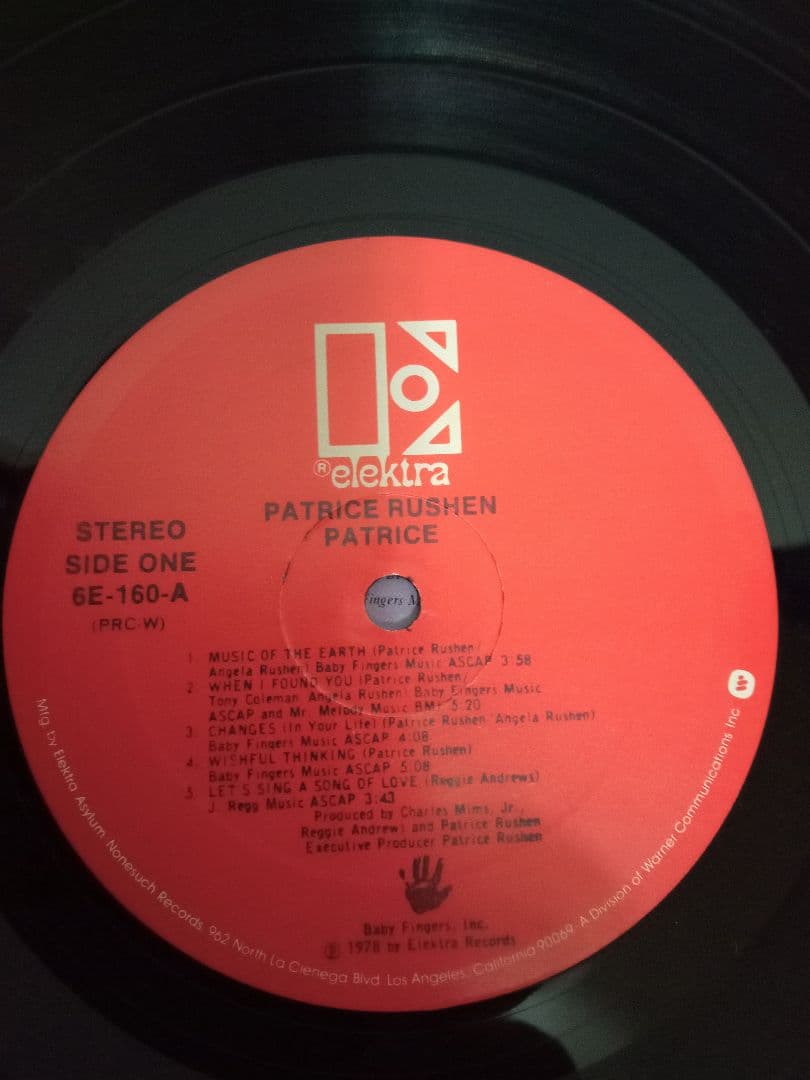 ® elektra
PATRICE RUSHEN
PATRICE
STEREO
SIDE ONE
6E-160-A
(PRC-W)
ingers M
1 MUSIC OF THE EARTH (Patrice Rushen
Angela Rushen) Baby Fingers Music ASCAP 3:58
2 WHEN I FOUND YOU (Patrice Rushen
Tony Coleman Angela Rushen) Baby Fingers Music
ASCAP and Mr. Melody Music BMI 5:20
3 CHANGES (In Your Life) (Patrice Rushen Angela Rushen)
Baby Fingers Music ASCAP 4:08
4. WISHFUL THINKING (Patrice Rushen)
Baby Fingers Music ASCAP 5:08
5 LET'S SING A SONG OF LOVE (Reggie Andrews)
J. Regg Music ASCAP 3:43
Produced by Charles Mims, Jr.,
Reggie Andrews and Patrice Rushen
Executive Producer Patrice Rushen
Baby Fingers, Inc.
℗ 1978 by Elektra Records
Mfg. by Elektra Asylum Nonesuch Records, 962 North La Cienega Blvd. Los Angeles, California 90069. A Division of Warner Communications Inc.